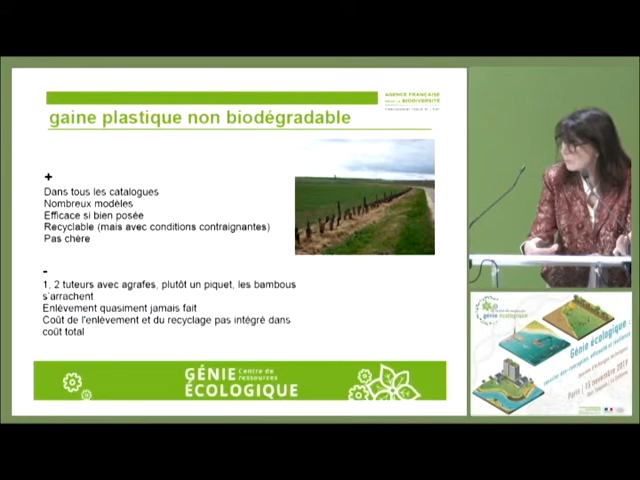 AGENCE FRANÇAISE
POUR LA BIODIVERSITÉ
gaine plastique non biodégradable
+
Dans tous les catalogues
Nombreux modèles
Efficace si bien posée
Recyclable (mais avec conditions contraignantes)
Pas chère
-
1, 2 tuteurs avec agrafes, plutôt un piquet, les bambous
s'arrachent
Enlèvement quasiment jamais fait
Coût de l'enlèvement et du recyclage pas intégré dans
coût total
GÉNIE Centre de
ressources
ÉCOLOGIQUE
génie écologique
Génie écologique :
Paris | 15 novembre 2019